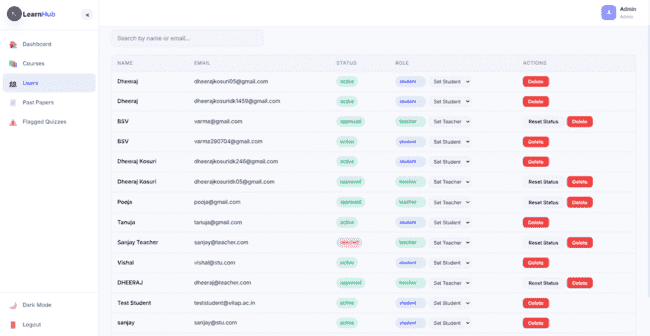 LearnHub
«
Admin
Admin
Dashboard
Courses
Users
Past Papers
Flagged Quizzes
Dark Mode
Logout
Search by name or email...
NAME EMAIL STATUS ROLE ACTIONS
Dheeraj dheerajkosuri05@gmail.com active student Set Student Delete
Dheeraj dheerajkosuridk1459@gmail.com active student Set Student Delete
BSV varma@gmail.com approved teacher Set Teacher Reset Status Delete
BSV varma290704@gmail.com active student Set Student Delete
Dheeraj Kosuri dheerajkosuridk246@gmail.com active student Set Student Delete
Dheeraj Kosuri dheerajkosuridk05@gmail.com approved teacher Set Teacher Reset Status Delete
Pooja pooja@gmail.com approved teacher Set Teacher Reset Status Delete
Tanuja tanuja@gmail.com active student Set Student Delete
Sanjay Teacher sanjay@teacher.com teacher Set Teacher Reset Status Delete
Vishal vishal@stu.com active student Set Student Delete
DHEERAJ dheeraj@teacher.com approved teacher Set Teacher Reset Status Delete
Test Student teststudent@vitap.ac.in active student Set Student Delete
sanjay sanjay@stu.com active student Set Student Delete